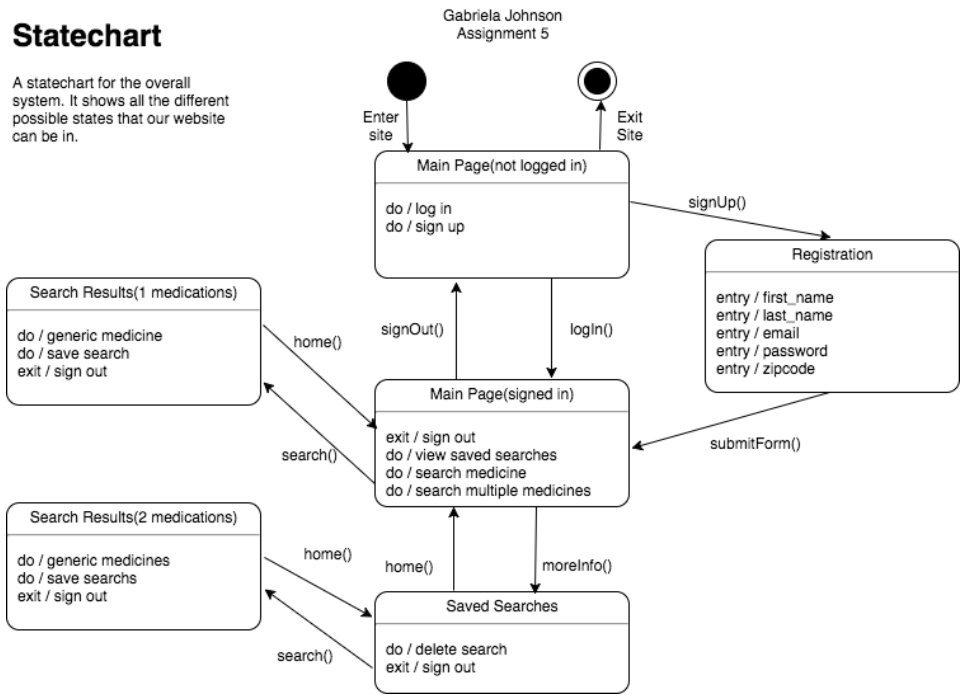 Gabriela Johnson
Assignment 5
Statechart
A statechart for the overall
system. It shows all the different
possible states that our website
can be in.
Enter
site
Exit
Site
Main Page(not logged in)
do / log in
do / sign up
signUp()
Registration
entry / first_name
entry / last_name
entry / email
entry / password
entry / zipcode
Search Results(1 medications)
do / generic medicine
do / save search
exit / sign out
home()
signOut()
logIn()
Main Page(signed in)
exit / sign out
do / view saved searches
do / search medicine
do / search multiple medicines
search()
submitForm()
Search Results(2 medications)
do / generic medicines
do / save searchs
exit / sign out
home()
home()
moreInfo()
Saved Searches
do / delete search
exit / sign out
search()